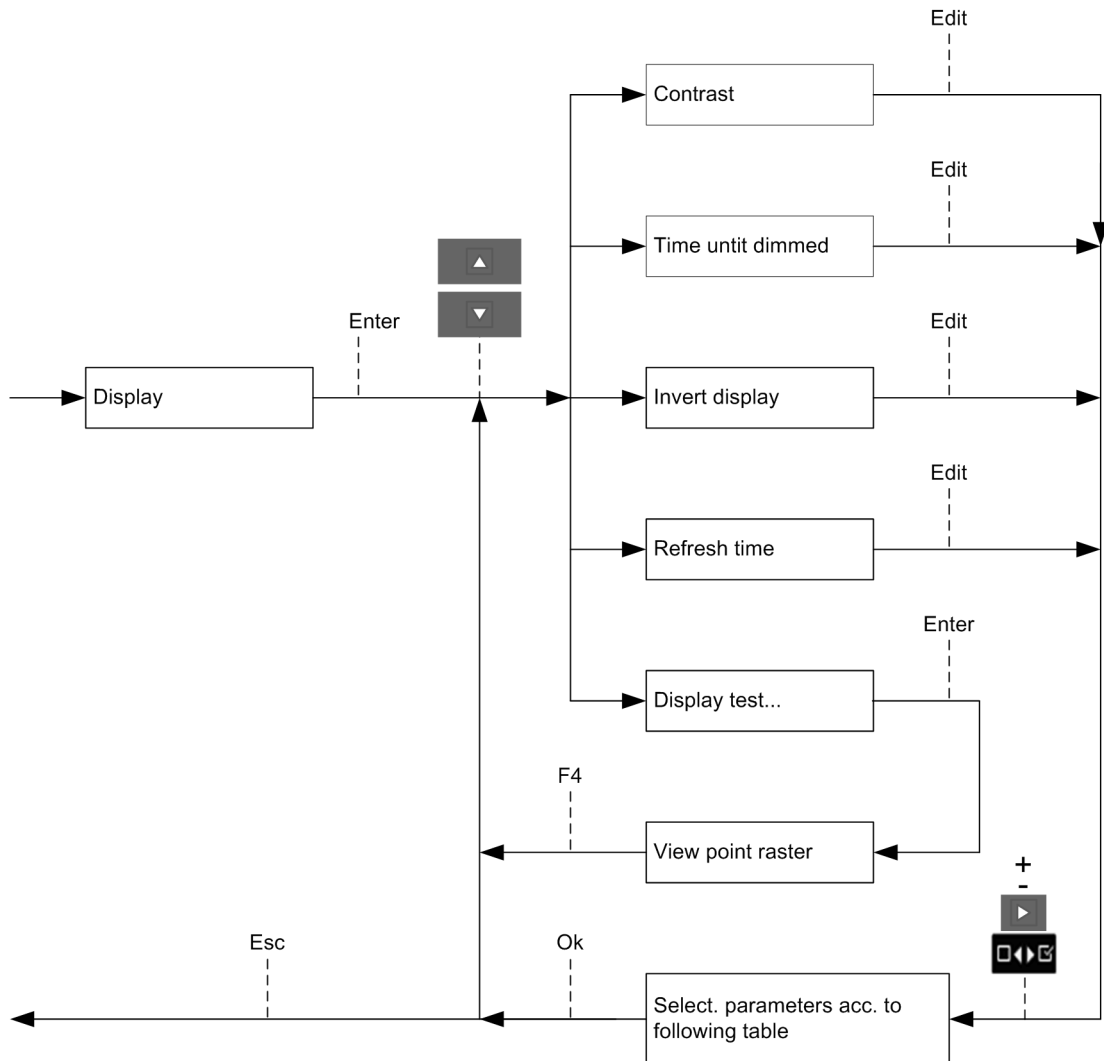 Edit
Contrast
Edit
Time untit dimmed
Enter
Edit
Display
Invert display
Edit
Refresh time
Enter
Display test...
F4
View point raster
+
-
Esc
Ok
Select. parameters acc. to
following table